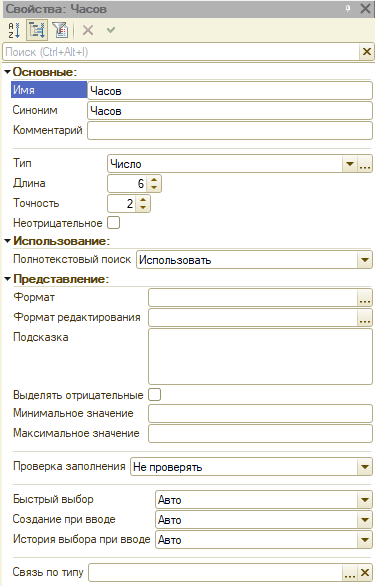 Свойства: Часов
Поиск (Ctrl+Alt+I)
Основные:
Имя Часов
Синоним Часов
Комментарий
Тип Число
Длина 6
Точность 2
Неотрицательное
Использование:
Полнотекстовый поиск Использовать
Представление:
Формат
Формат редактирования
Подсказка
Выделять отрицательные
Минимальное значение
Максимальное значение
Проверка заполнения Не проверять
Быстрый выбор Авто
Создание при вводе Авто
История выбора при вводе Авто
Связь по типу